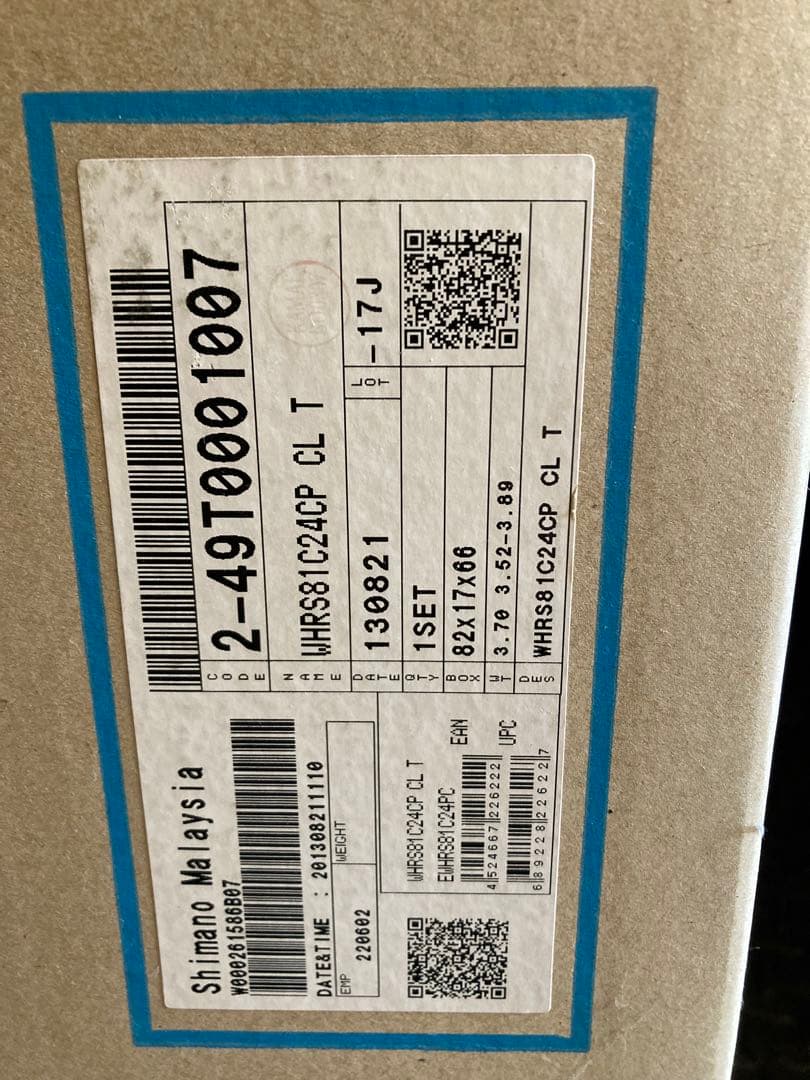 Shimano Malaysia
W000261586B07
DATE&TIME : 201308211110
EMP
220602
WEIGHT
WHRS81C24CP CL T
EWHRS81C24PC
EAN
4524667226222
UPC
689228226227
CODE 2-49T0001007
NAME WHRS81C24CP CL T
DATE 130821 LOT -17J
QTY 1SET
BOX 82x17x66
WT 3.70 3.52-3.89
DES WHRS81C24CP CL T